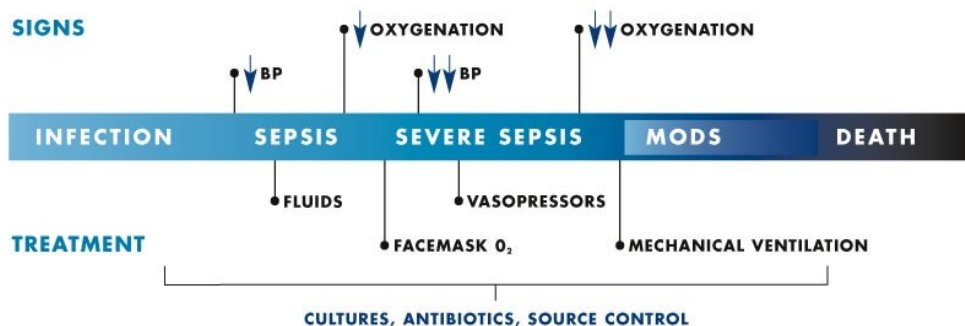 SIGNS
↓ OXYGENATION
↓↓ OXYGENATION
↓ BP
↓↓ BP
INFECTION SEPSIS SEVERE SEPSIS MODS DEATH
FLUIDS
VASOPRESSORS
TREATMENT
FACEMASK 0₂
MECHANICAL VENTILATION
CULTURES, ANTIBIOTICS, SOURCE CONTROL